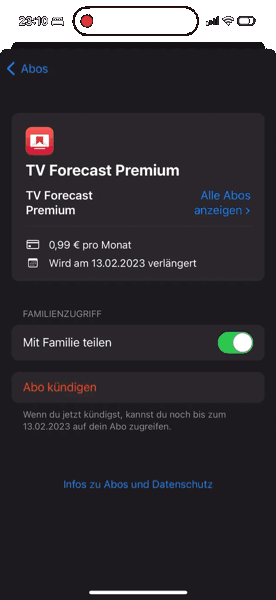 23:10
Abos
TV Forecast Premium
TV Forecast
Premium
Alle Abos
anzeigen >
0,99 € pro Monat
Wird am 13.02.2023 verlängert
FAMILIENZUGRIFF
Mit Familie teilen
Abo kündigen
Wenn du jetzt kündigst, kannst du noch bis zum
13.02.2023 auf dein Abo zugreifen.
Infos zu Abos und Datenschutz